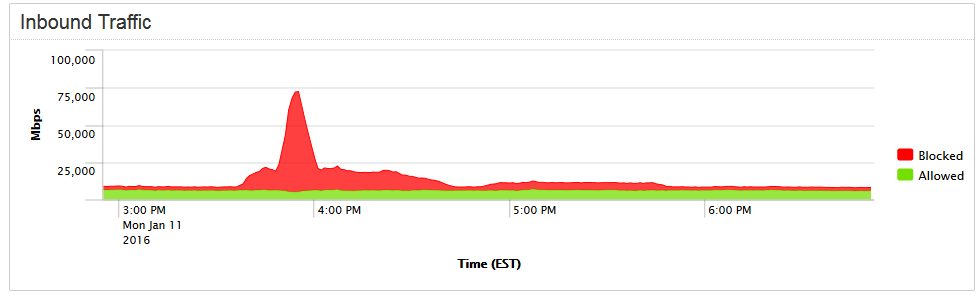 Inbound Traffic
100,000
75,000
50,000
25,000
Mbps
Blocked
Allowed
3:00 PM
Mon Jan 11
2016
4:00 PM
5:00 PM
6:00 PM
Time (EST)